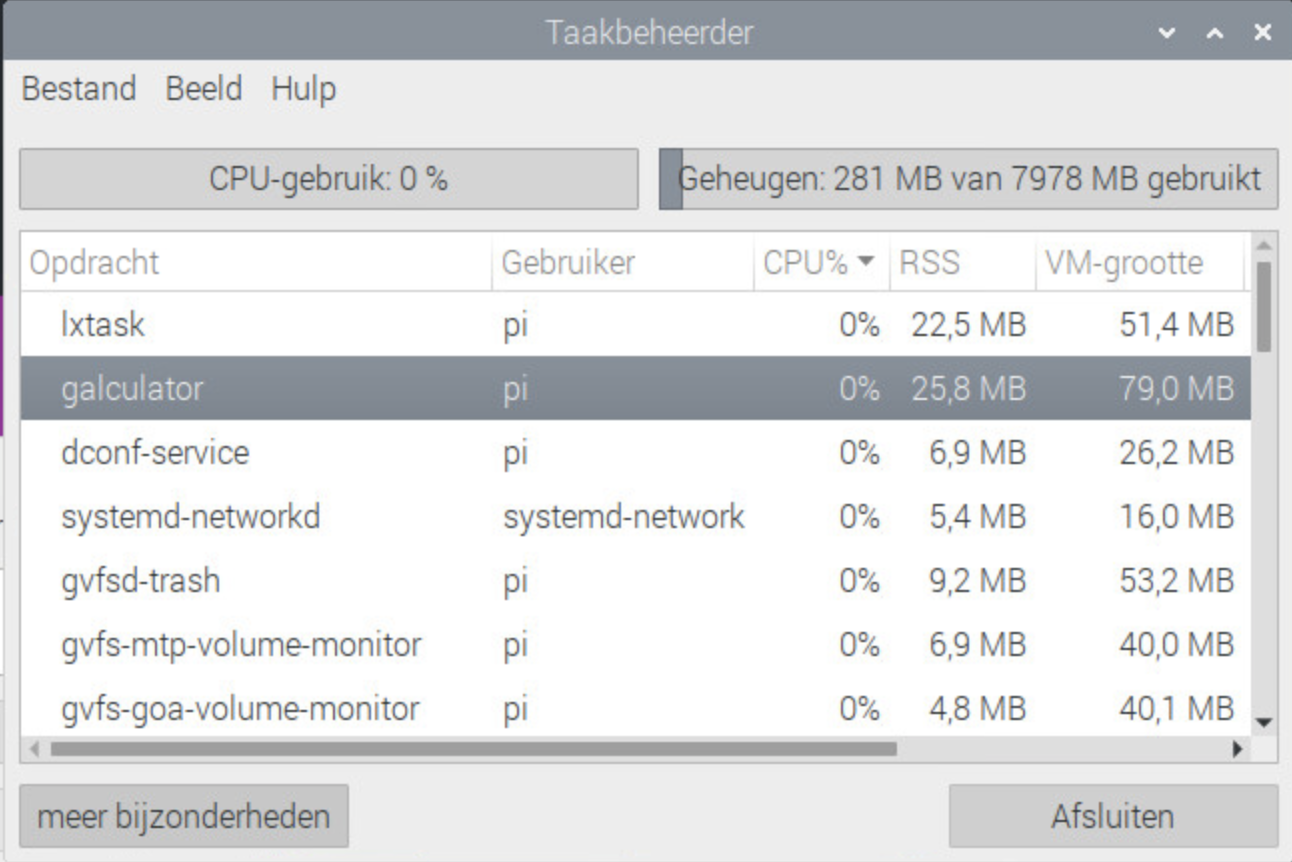 Taakbeheerder
Bestand Beeld Hulp
CPU-gebruik: 0 % Geheugen: 281 MB van 7978 MB gebruikt
Opdracht Gebruiker CPU% RSS VM-grootte
lxtask pi 0% 22,5 MB 51,4 MB
galculator pi 0% 25,8 MB 79,0 MB
dconf-service pi 0% 6,9 MB 26,2 MB
systemd-networkd systemd-network 0% 5,4 MB 16,0 MB
gvfsd-trash pi 0% 9,2 MB 53,2 MB
gvfs-mtp-volume-monitor pi 0% 6,9 MB 40,0 MB
gvfs-goa-volume-monitor pi 0% 4,8 MB 40,1 MB
meer bijzonderheden Afsluiten